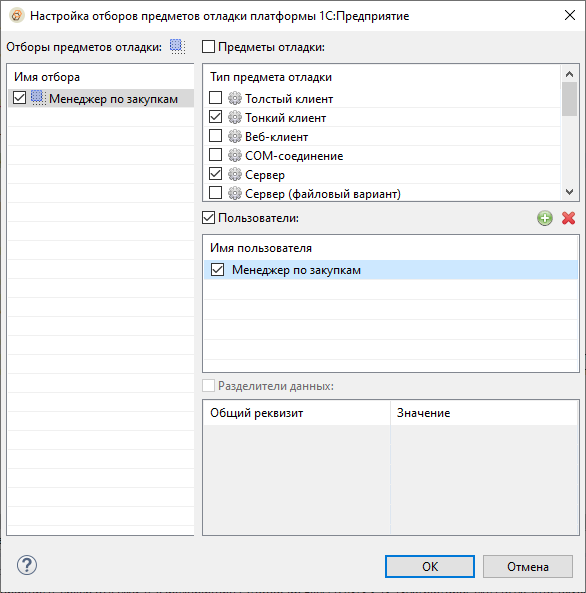 Настройка отборов предметов отладки платформы 1С:Предприятие
Отборы предметов отладки:
Имя отбора
Менеджер по закупкам
Предметы отладки:
Тип предмета отладки
Толстый клиент
Тонкий клиент
Веб-клиент
COM-соединение
Сервер
Сервер (файловый вариант)
Пользователи:
Имя пользователя
Менеджер по закупкам
Разделители данных:
Общий реквизит Значение
? ОК Отмена